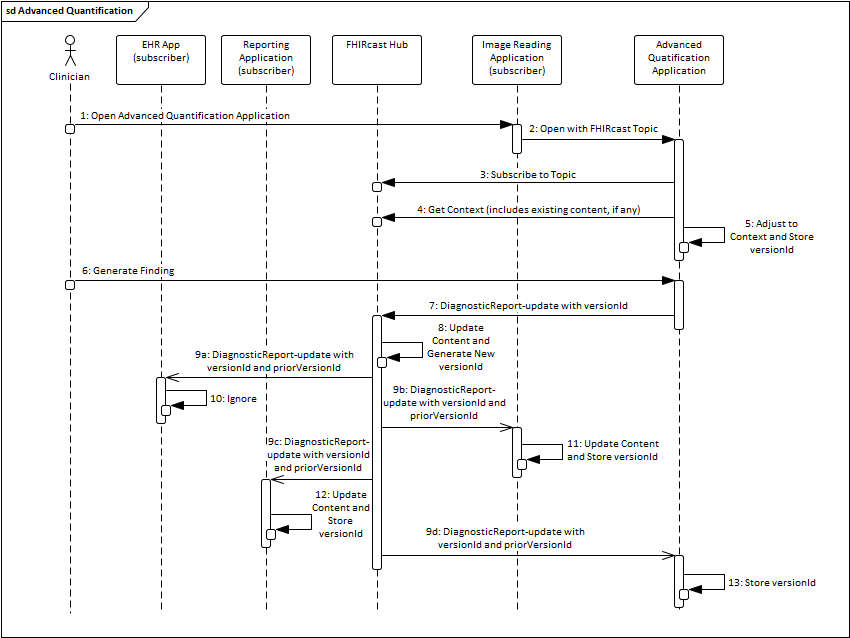 sd Advanced Quantification
Clinician
EHR App
(subscriber)
Reporting
Application
(subscriber)
FHIRcast Hub
Image Reading
Application
(subscriber)
Advanced
Quatification
Application
1: Open Advanced Quantification Application
2: Open with FHIRcast Topic
3: Subscribe to Topic
4: Get Context (includes existing content, if any)
5: Adjust to
Context and Store
versionId
6: Generate Finding
7: DiagnosticReport-update with versionId
8: Update
Content and
Generate New
versionId
9a: DiagnosticReport-update with
versionId and priorVersionId
10: Ignore
9b: DiagnosticReport-
update with versionId and
priorVersionId
11: Update Content
and Store versionId
9c: DiagnosticReport-
update with versionId
and priorVersionId
12: Update
Content and
Store
versionId
9d: DiagnosticReport-update with
versionId and priorVersionId
13: Store versionId